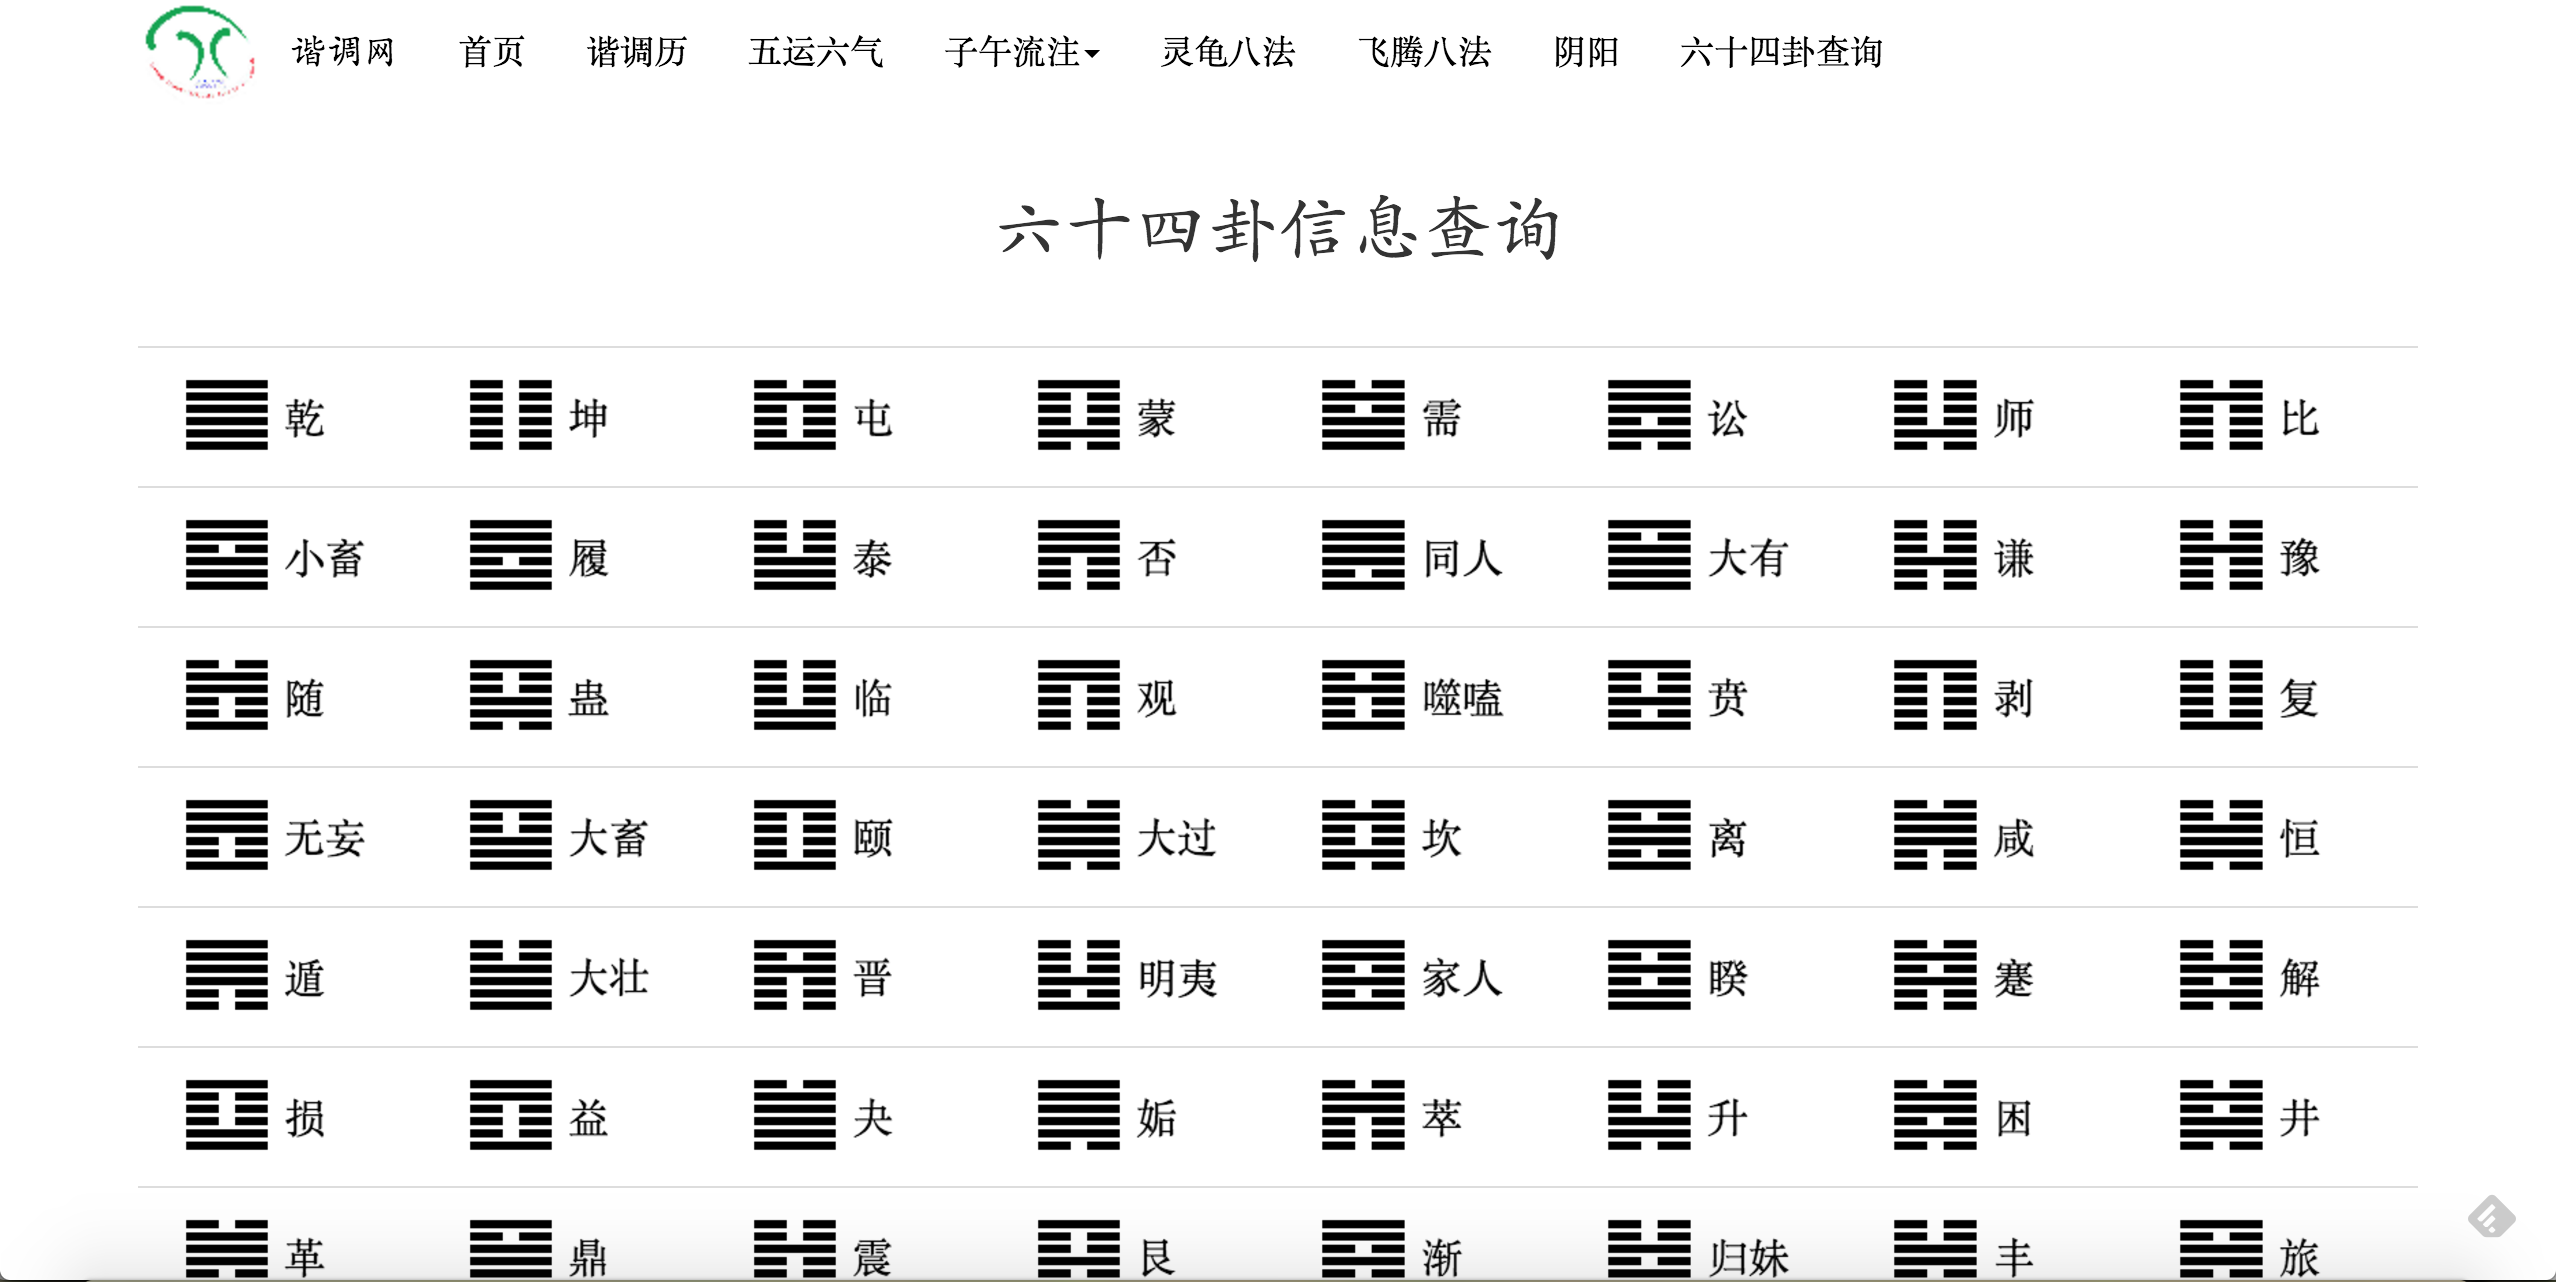 谐调网 首页 谐调历 五运六气 子午流注 灵龟八法 飞腾八法 阴阳 六十四卦查询
六十四卦信息查询
乾 坤 屯 蒙 需 讼 师 比
小畜 履 泰 否 同人 大有 谦 豫
随 蛊 临 观 噬嗑 贲 剥 复
无妄 大畜 颐 大过 坎 离 咸 恒
遁 大壮 晋 明夷 家人 睽 蹇 解
损 益 夬 姤 萃 升 困 井
革 鼎 震 艮 渐 归妹 丰 旅